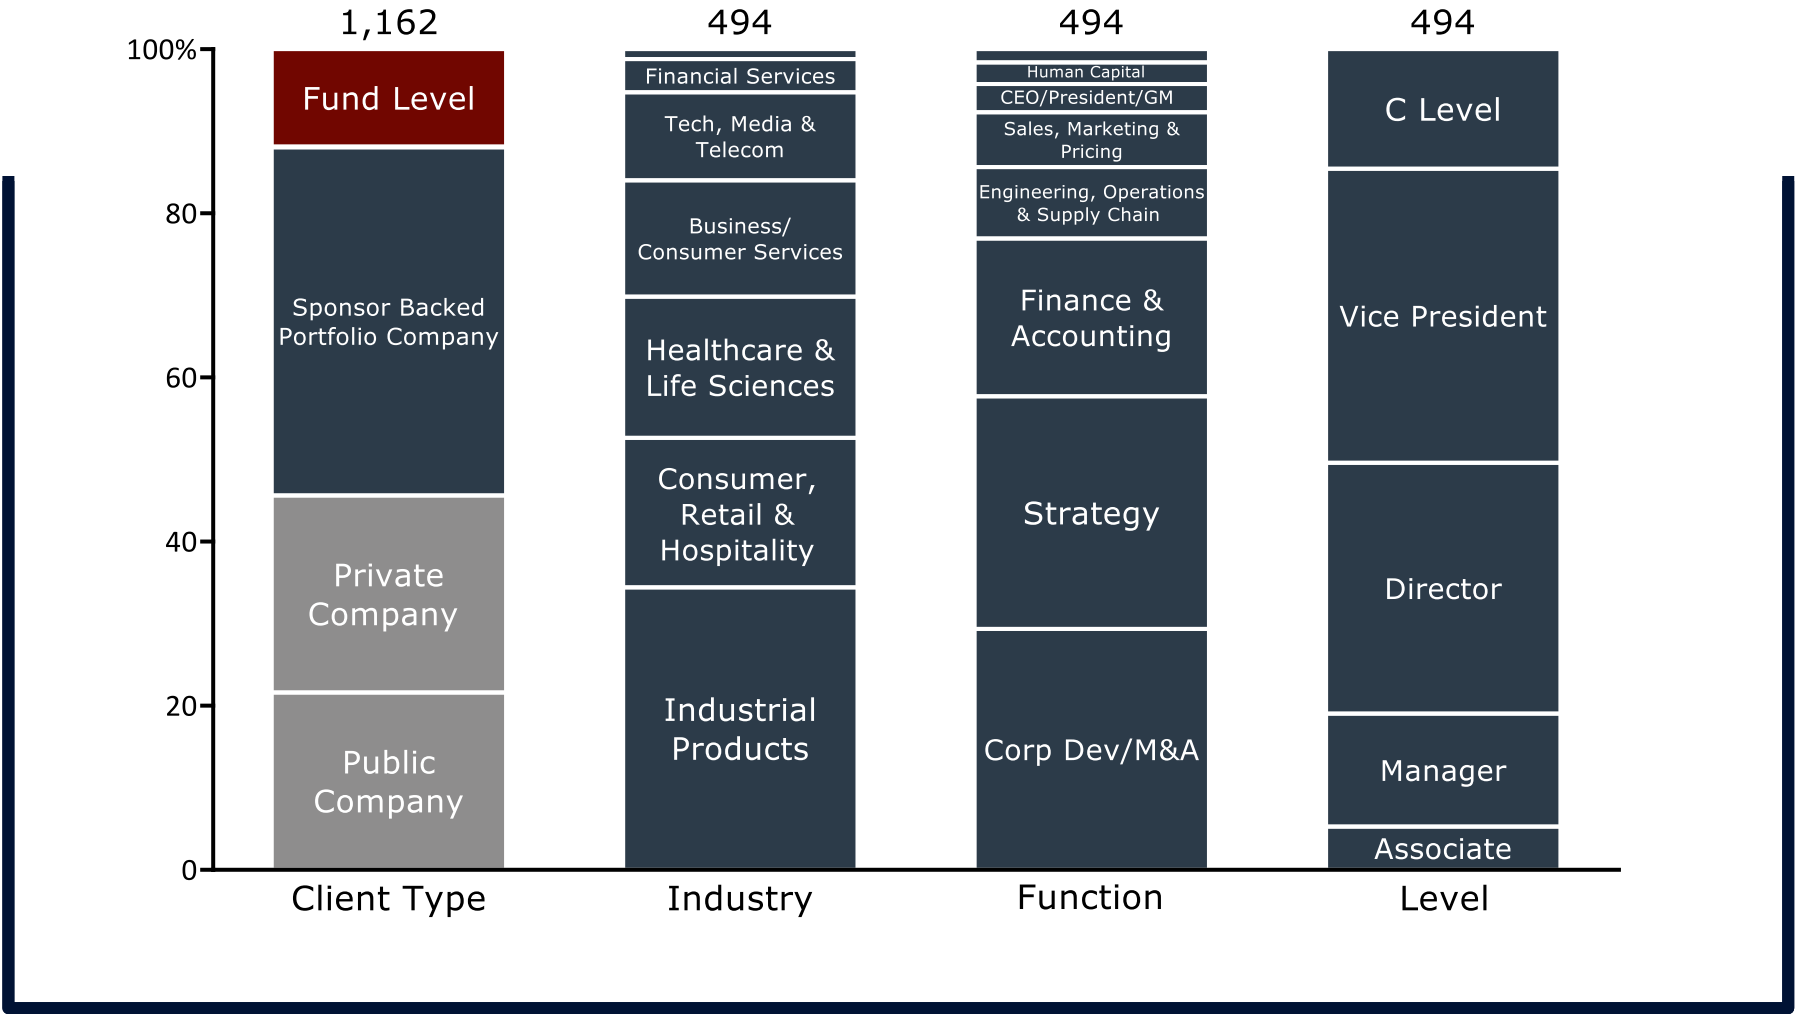 1,162
494
494
494
100%
80
60
40
20
0
Fund Level
Sponsor Backed
Portfolio Company
Private
Company
Public
Company
Financial Services
Tech, Media &
Telecom
Business/
Consumer Services
Healthcare &
Life Sciences
Consumer,
Retail &
Hospitality
Industrial
Products
Human Capital
CEO/President/GM
Sales, Marketing &
Pricing
Engineering, Operations
& Supply Chain
Finance &
Accounting
Strategy
Corp Dev/M&A
C Level
Vice President
Director
Manager
Associate
Client Type
Industry
Function
Level